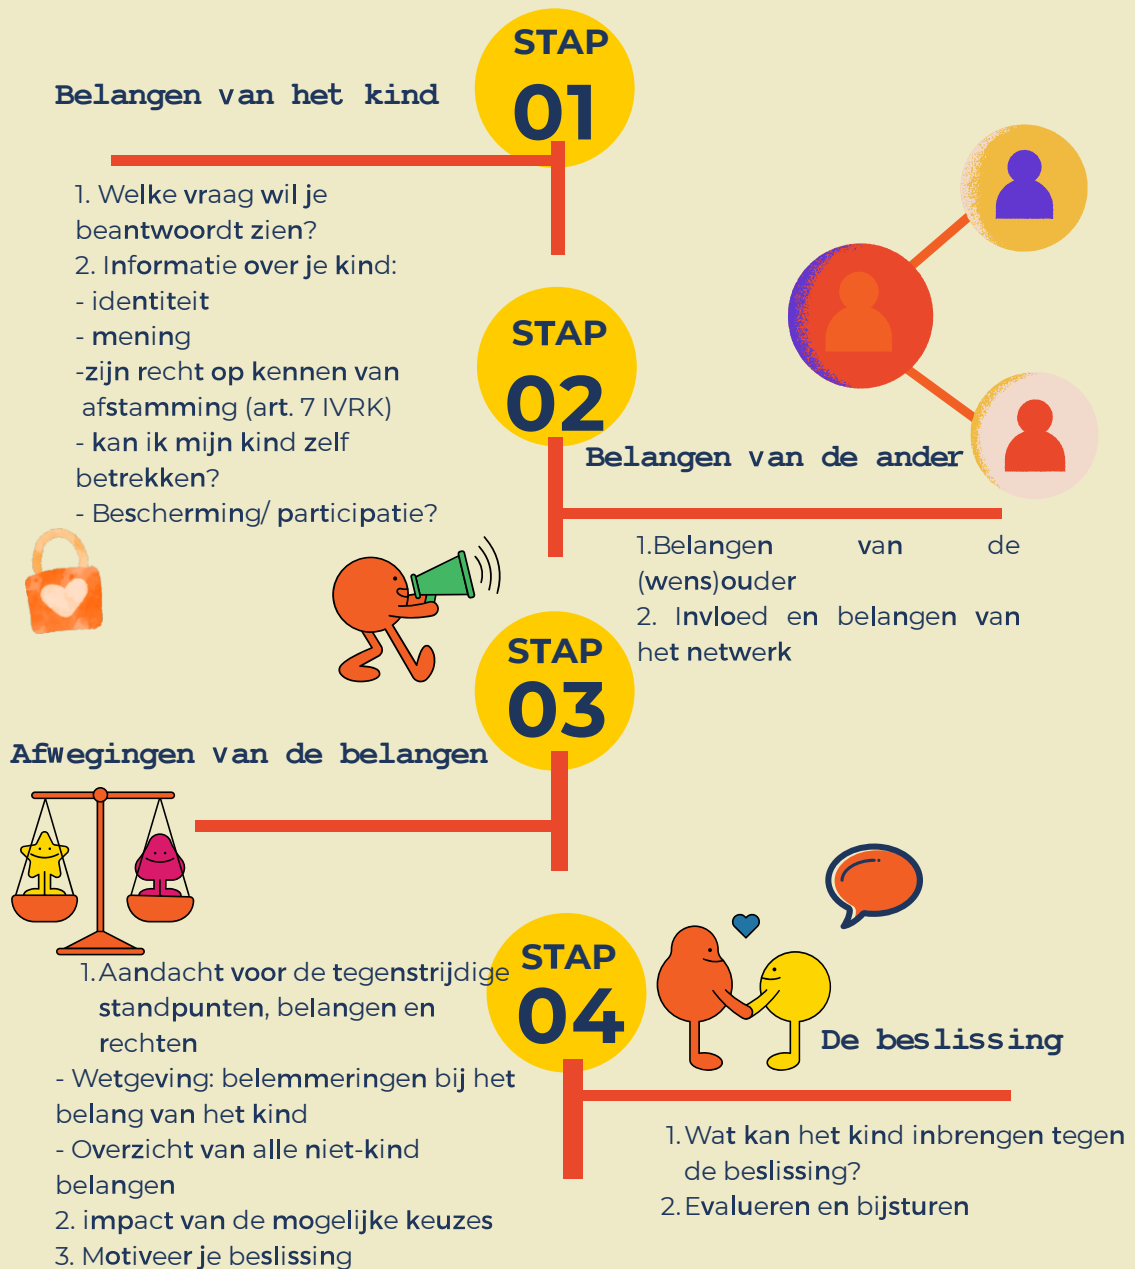 STAP
01
Belangen van het kind
1. Welke vraag wil je
beantwoordt zien?
2. Informatie over je kind:
- identiteit
- mening
-zijn recht op kennen van
afstamming (art. 7 IVRK)
- kan ik mijn kind zelf
betrekken?
- Bescherming/ participatie?
STAP
02
Belangen van de ander
1.Belangen van de
(wens)ouder
2. Invloed en belangen van
het netwerk
STAP
03
Afwegingen van de belangen
1. Aandacht voor de tegenstrijdige
standpunten, belangen en
rechten
- Wetgeving: belemmeringen bij het
belang van het kind
- Overzicht van alle niet-kind
belangen
2. impact van de mogelijke keuzes
3. Motiveer je beslissing
STAP
04
De beslissing
1. Wat kan het kind inbrengen tegen
de beslissing?
2. Evalueren en bijsturen